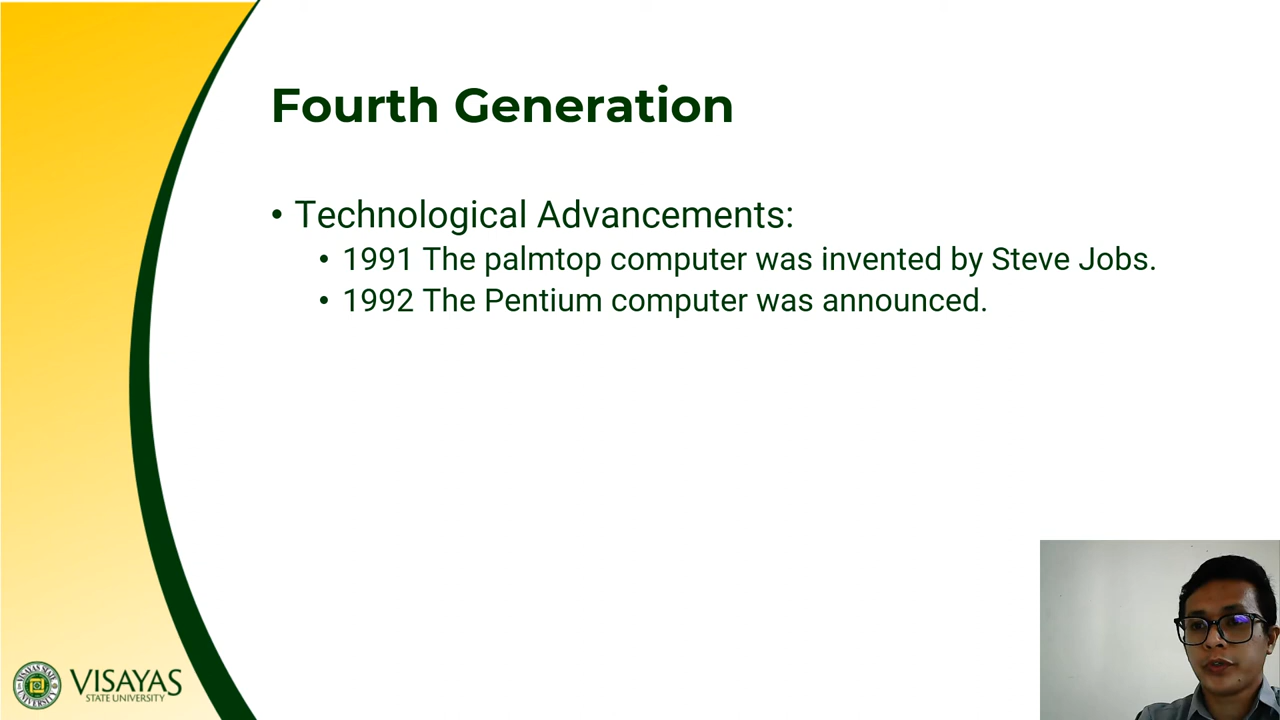 Fourth Generation
• Technological Advancements:
• 1991 The palmtop computer was invented by Steve Jobs.
• 1992 The Pentium computer was announced.
VISAYAS
STATE UNIVERSITY